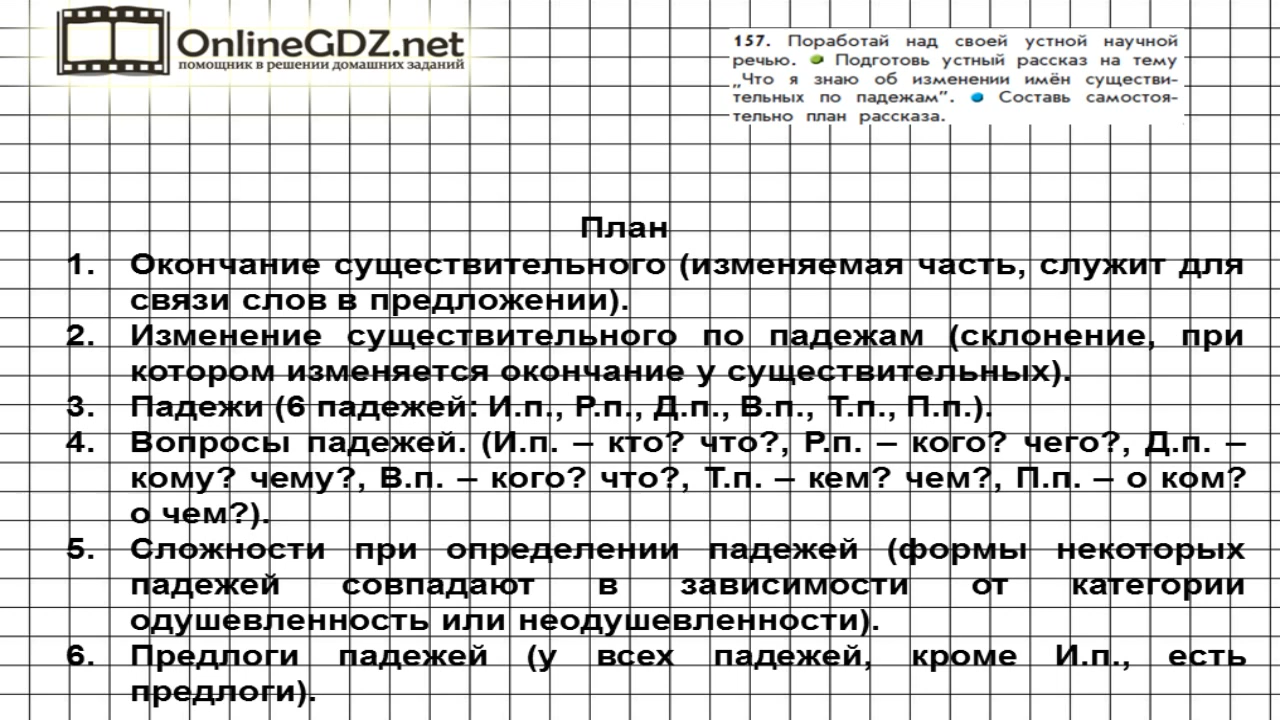 OnlineGDZ.net
помощник в решении домашних заданий
157. Поработай над своей устной научной
речью. Подготовь устный рассказ на тему
„Что я знаю об изменении имён существи-
тельных по падежам”. Составь самостоя-
тельно план рассказа.
План
1. Окончание существительного (изменяемая часть, служит для
связи слов в предложении).
2. Изменение существительного по падежам (склонение, при
котором изменяется окончание у существительных).
3. Падежи (6 падежей: И.п., Р.п., Д.п., В.п., Т.п., П.п.).
4. Вопросы падежей. (И.п. – кто? что?, Р.п. – кого? чего?, Д.п. –
кому? чему?, В.п. – кого? что?, Т.п. – кем? чем?, П.п. – о ком?
о чем?).
5. Сложности при определении падежей (формы некоторых
падежей совпадают в зависимости от категории
одушевленность или неодушевленности).
6. Предлоги падежей (у всех падежей, кроме И.п., есть
предлоги).